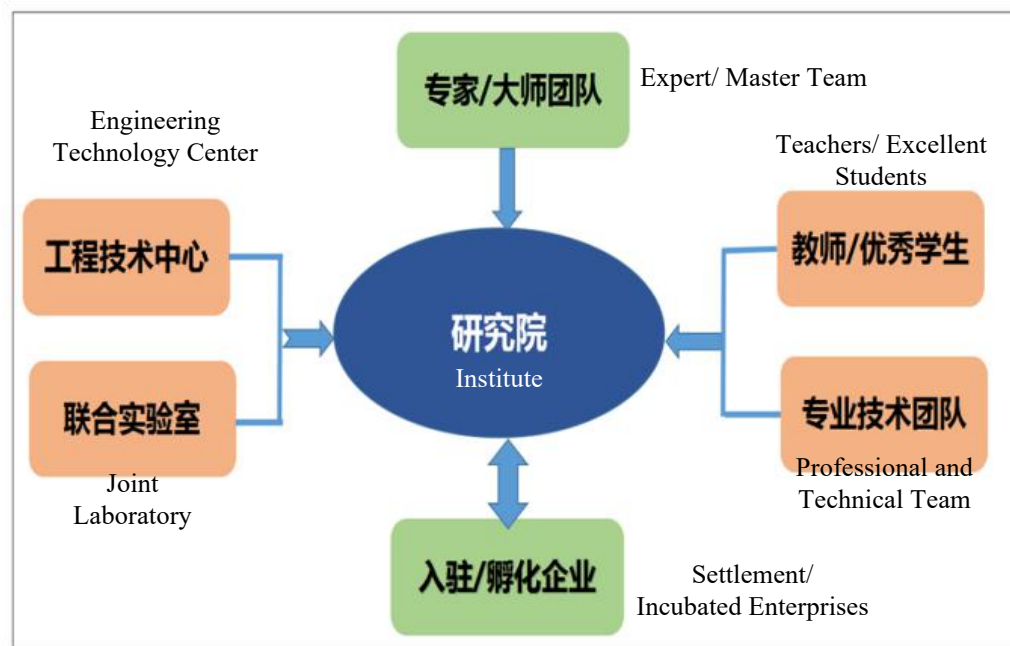 专家/大师团队
Expert/ Master Team
Engineering
Technology Center
工程技术中心
Teachers/ Excellent
Students
教师/优秀学生
研究院
Institute
联合实验室
Joint
Laboratory
专业技术团队
Professional and
Technical Team
入驻/孵化企业
Settlement/
Incubated Enterprises